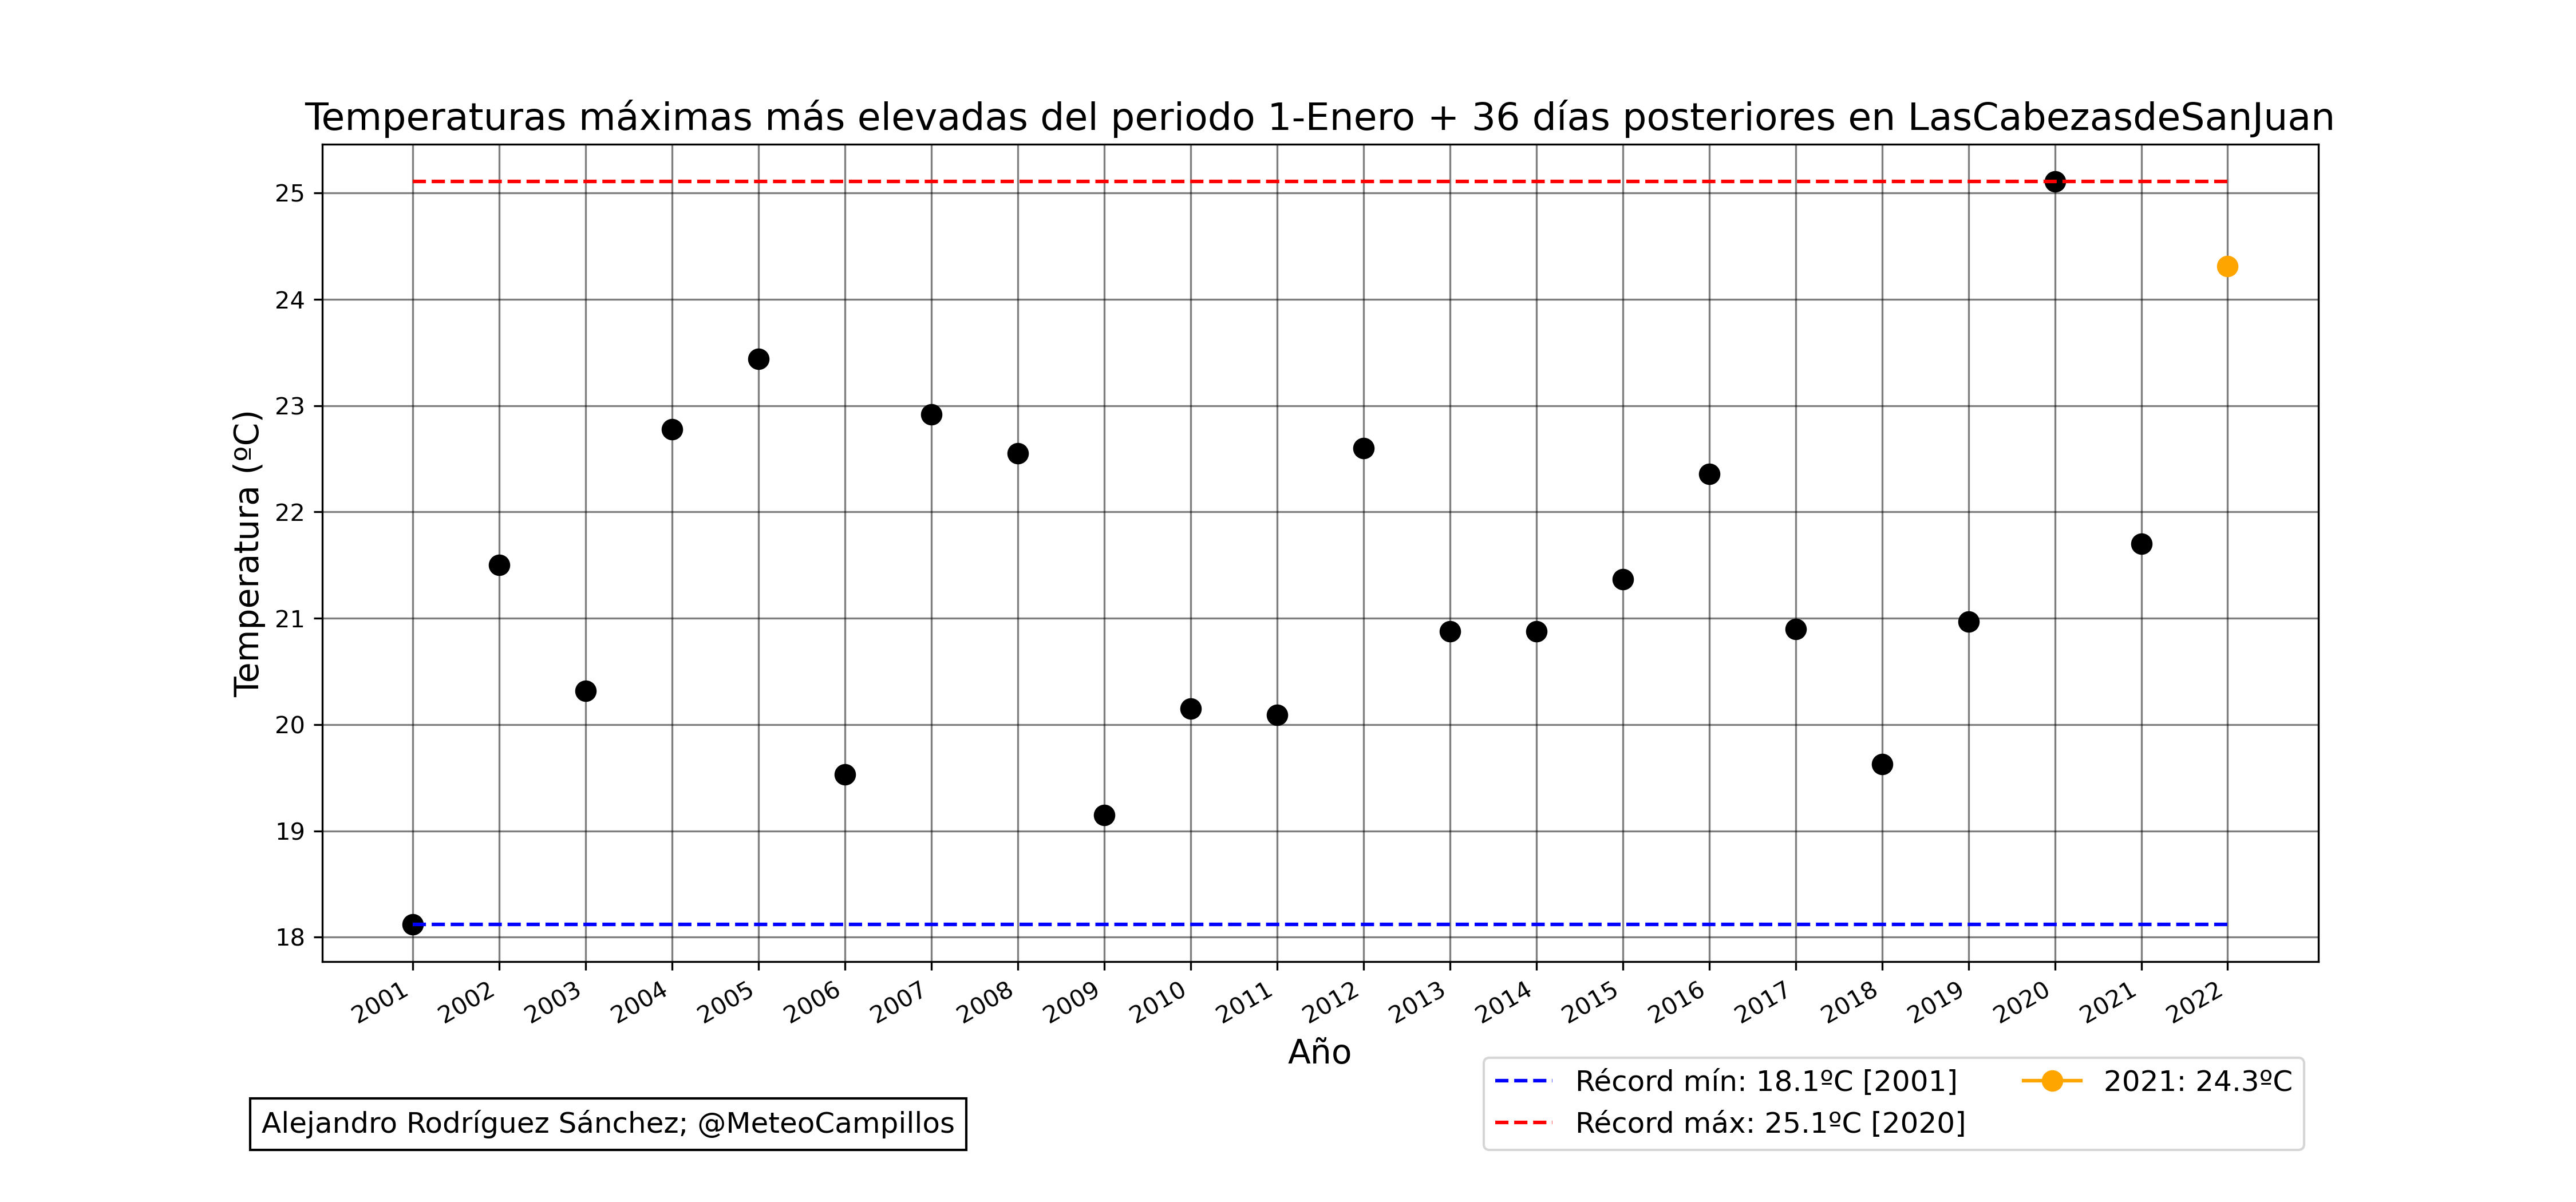 Temperaturas máximas más elevadas del periodo 1-Enero + 36 días posteriores en LasCabezasdeSanJuan
Temperatura (ºC)
25
24
23
22
21
20
19
18
2001 2002 2003 2004 2005 2006 2007 2008 2009 2010 2011 2012 2013 2014 2015 2016 2017 2018 2019 2020 2021 2022
Año
Récord mín: 18.1ºC [2001]
Récord máx: 25.1ºC [2020]
2021: 24.3ºC
Alejandro Rodríguez Sánchez; @MeteoCampillos